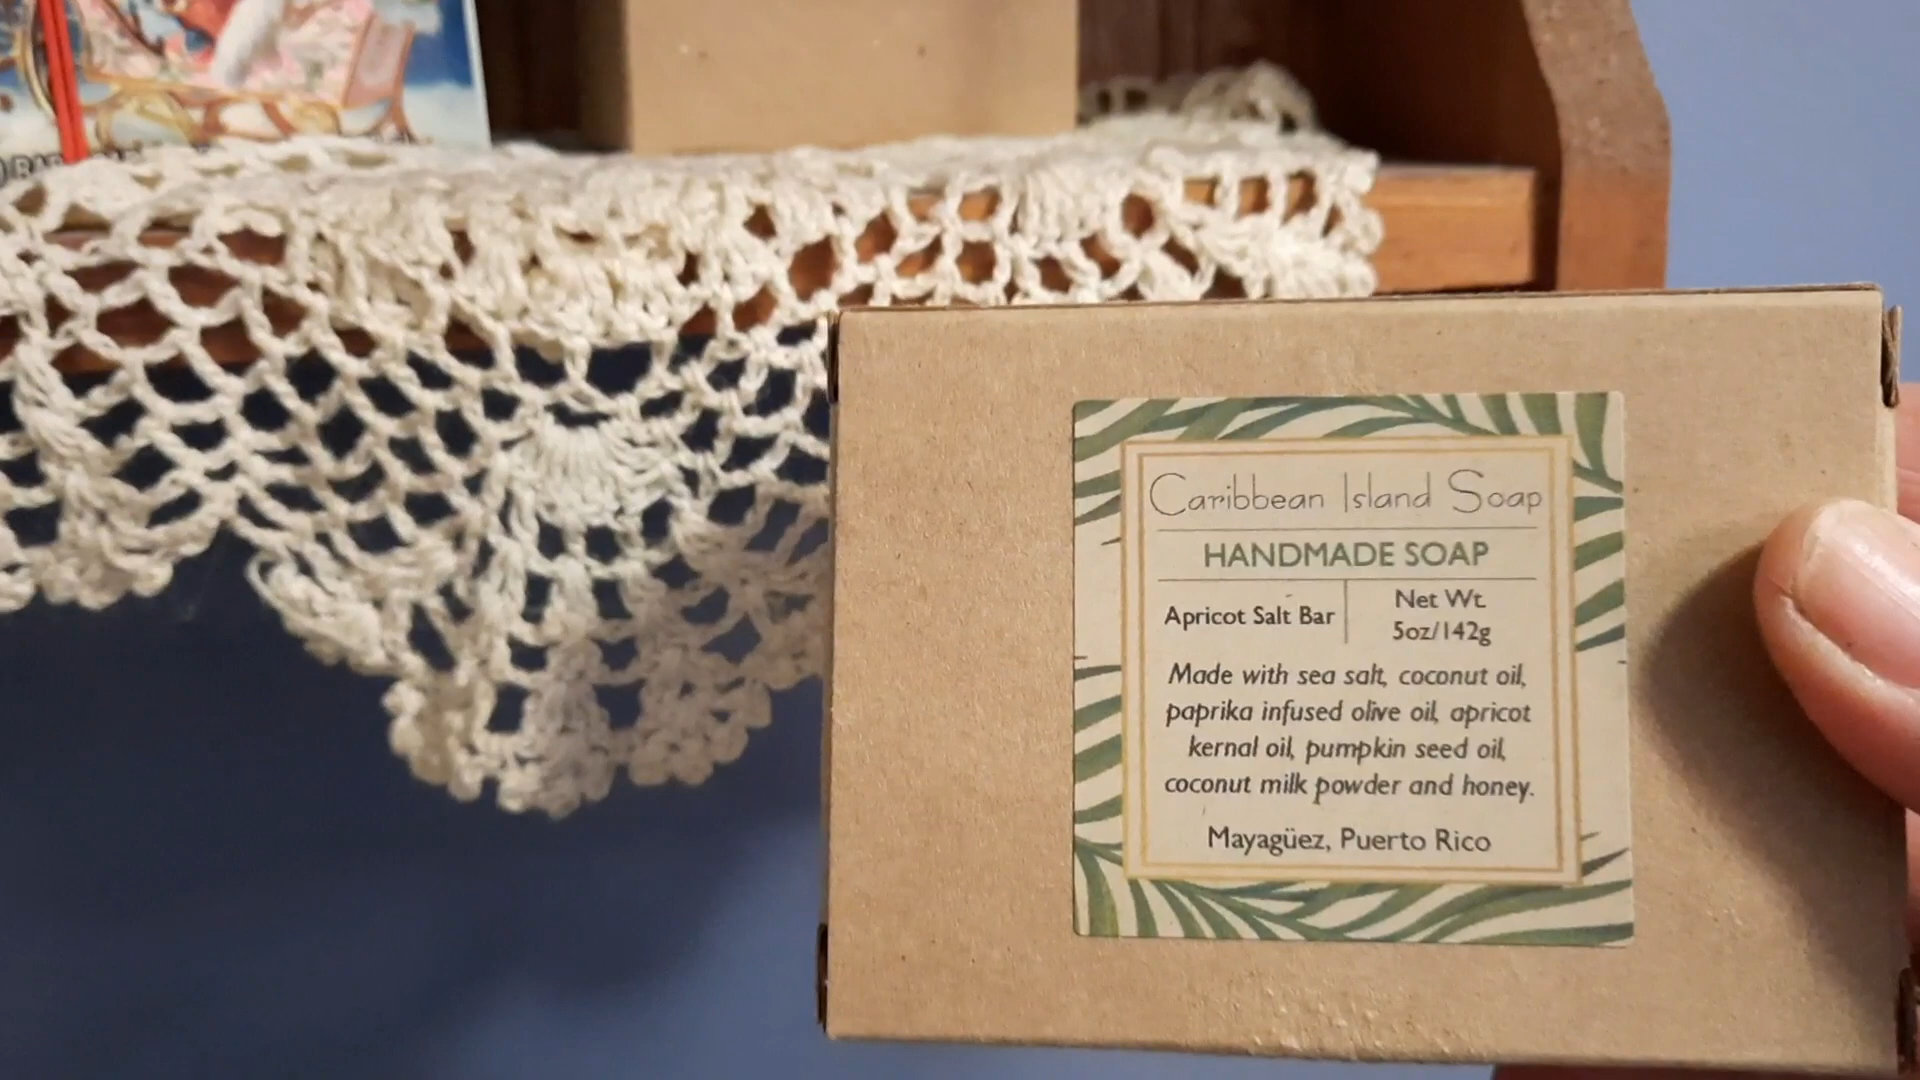 Caribbean Island Soap
HANDMADE SOAP
Apricot Salt Bar
Net Wt.
5oz/142g
Made with sea salt, coconut oil,
paprika infused olive oil, apricot
kernal oil, pumpkin seed oil,
coconut milk powder and honey.
Mayagüez, Puerto Rico